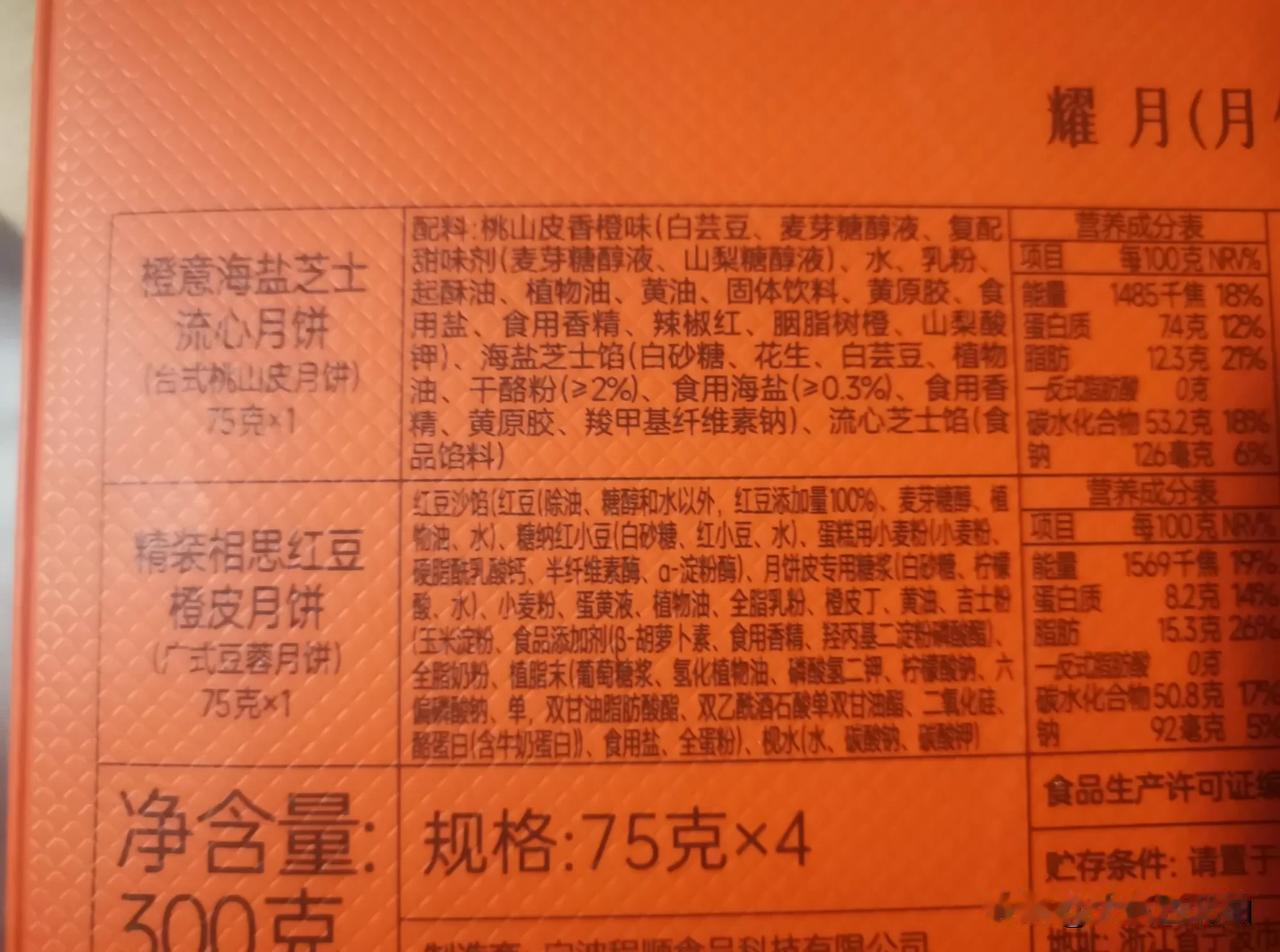 耀 月(月
橙意海盐芝士
流心月饼
(台式桃山皮月饼)
75克×1
配料:桃山皮香橙味(白芸豆、麦芽糖醇液、复配
甜味剂(麦芽糖醇液、山梨糖醇液)、水、乳粉、
起酥油、植物油、黄油、固体饮料、黄原胶、食
用盐、食用香精、辣椒红、胭脂树橙、山梨酸
钾)、海盐芝士馅(白砂糖、花生、白芸豆、植物
油、干酪粉(≥2%)、食用海盐(≥0.3%)、食用香
精、黄原胶、羧甲基纤维素钠)、流心芝士馅(食
品馅料)
营养成分表
项目 每100克 NRV%
能量 1485千焦 18%
蛋白质 7.4克 12%
脂肪 12.3克 21%
一反式脂肪酸 0克
碳水化合物 53.2克 18%
钠 126毫克 6%
精装相思红豆
橙皮月饼
(广式豆蓉月饼)
75克×1
红豆沙馅(红豆(除油、糖醇和水以外，红豆添加量100%)、麦芽糖醇、植
物油、水)、糖纳红小豆(白砂糖、红小豆、水)、蛋糕用小麦粉(小麦粉、
硬脂酰乳酸钙、半纤维素酶、α-淀粉酶)、月饼皮专用糖浆(白砂糖、柠檬
酸、水)、小麦粉、蛋黄液、植物油、全脂乳粉、橙皮丁、黄油、吉士粉
(玉米淀粉、食品添加剂(β-胡萝卜素、食用香精、羟丙基二淀粉磷酸酯)、
全脂奶粉、植脂末(葡萄糖浆、氢化植物油、磷酸氢二钾、柠檬酸钠、六
偏磷酸钠、单，双甘油脂肪酸酯、双乙酰酒石酸单双甘油酯、二氧化硅、
酪蛋白(含牛奶蛋白))、食用盐、全蛋粉)、枧水(水、碳酸钠、碳酸钾)
营养成分表
项目 每100克 NRV%
能量 1569千焦 19%
蛋白质 8.2克 14%
脂肪 15.3克 26%
一反式脂肪酸 0克
碳水化合物 50.8克 17%
钠 92毫克 5%
净含量:
300克
规格:75克×4
食品生产许可证编
贮存条件: 请置于
制造商:宁波程顺食品科技有限公司